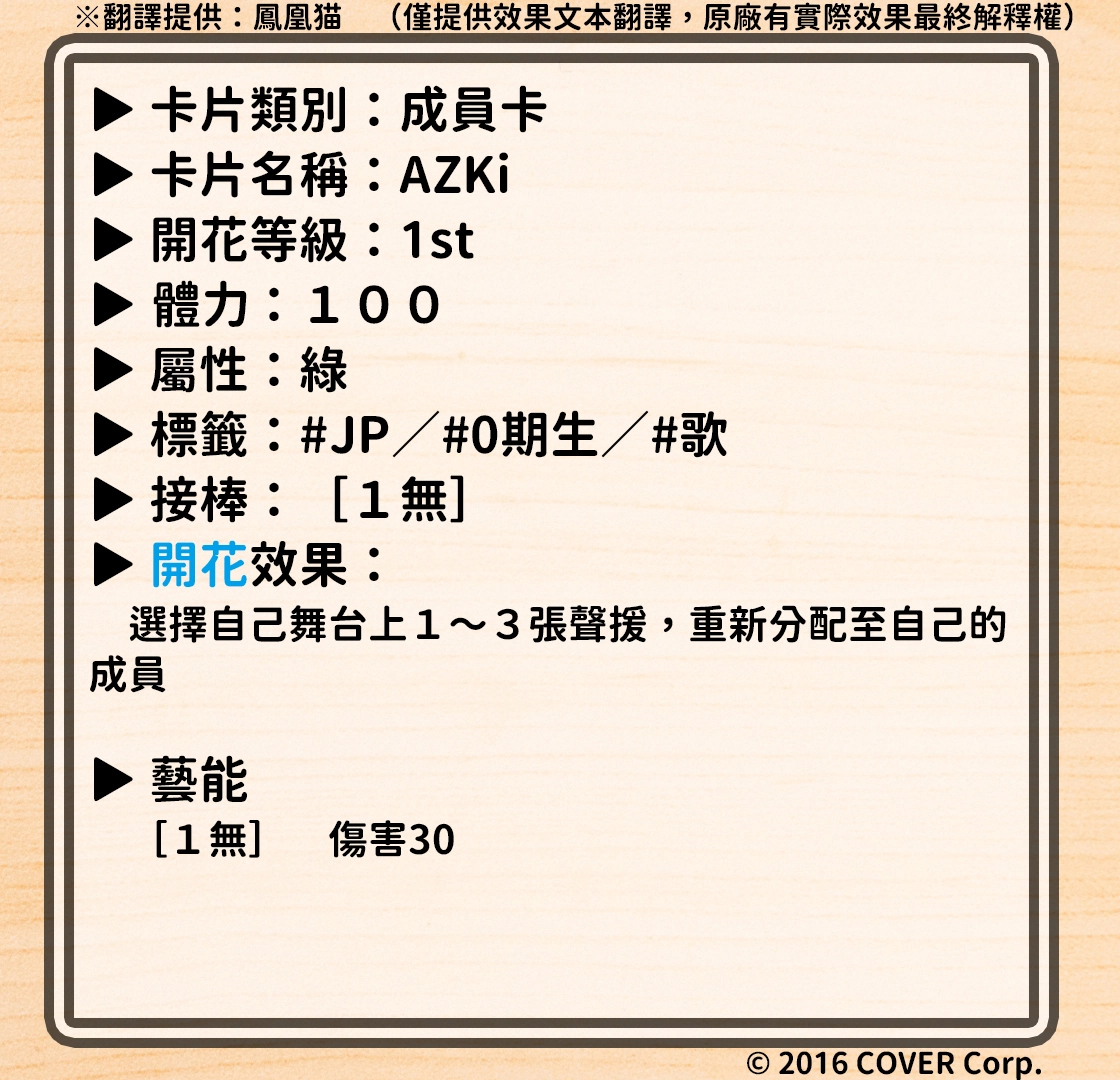 ※翻譯提供：鳳凰猫　（僅提供效果文本翻譯，原廠有實際效果最終解釋權）
▶ 卡片類別：成員卡
▶ 卡片名稱：AZKi
▶ 開花等級：1st
▶ 體力：１００
▶ 屬性：綠
▶ 標籤：#JP／#0期生／#歌
▶ 接棒：［１無］
▶ 開花效果：
選擇自己舞台上１～３張聲援，重新分配至自己的
成員
▶ 藝能
［１無］　傷害30
© 2016 COVER Corp.